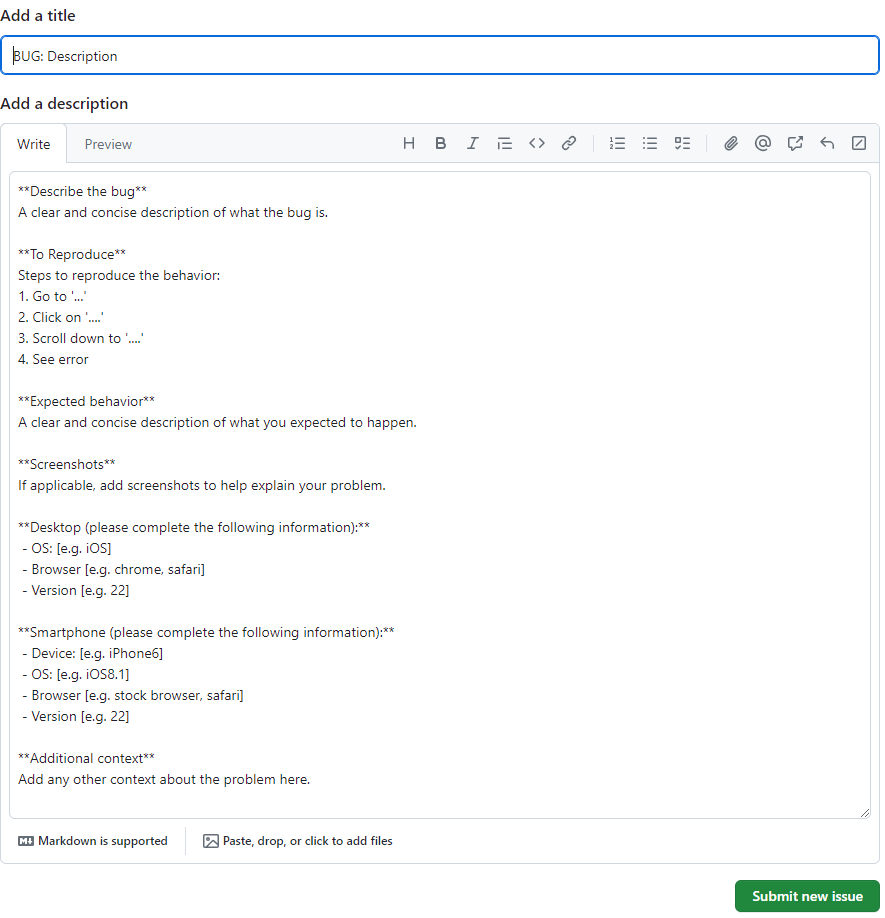 Add a title
BUG: Description
Add a description
Write
Preview
**Describe the bug**
A clear and concise description of what the bug is.
**To Reproduce**
Steps to reproduce the behavior:
1. Go to '...'
2. Click on '....'
3. Scroll down to '....'
4. See error
**Expected behavior**
A clear and concise description of what you expected to happen.
**Screenshots**
If applicable, add screenshots to help explain your problem.
**Desktop (please complete the following information):**
- OS: [e.g. iOS]
- Browser [e.g. chrome, safari]
- Version [e.g. 22]
**Smartphone (please complete the following information):**
- Device: [e.g. iPhone6]
- OS: [e.g. iOS8.1]
- Browser [e.g. stock browser, safari]
- Version [e.g. 22]
**Additional context**
Add any other context about the problem here.
Markdown is supported
Paste, drop, or click to add files
Submit new issue